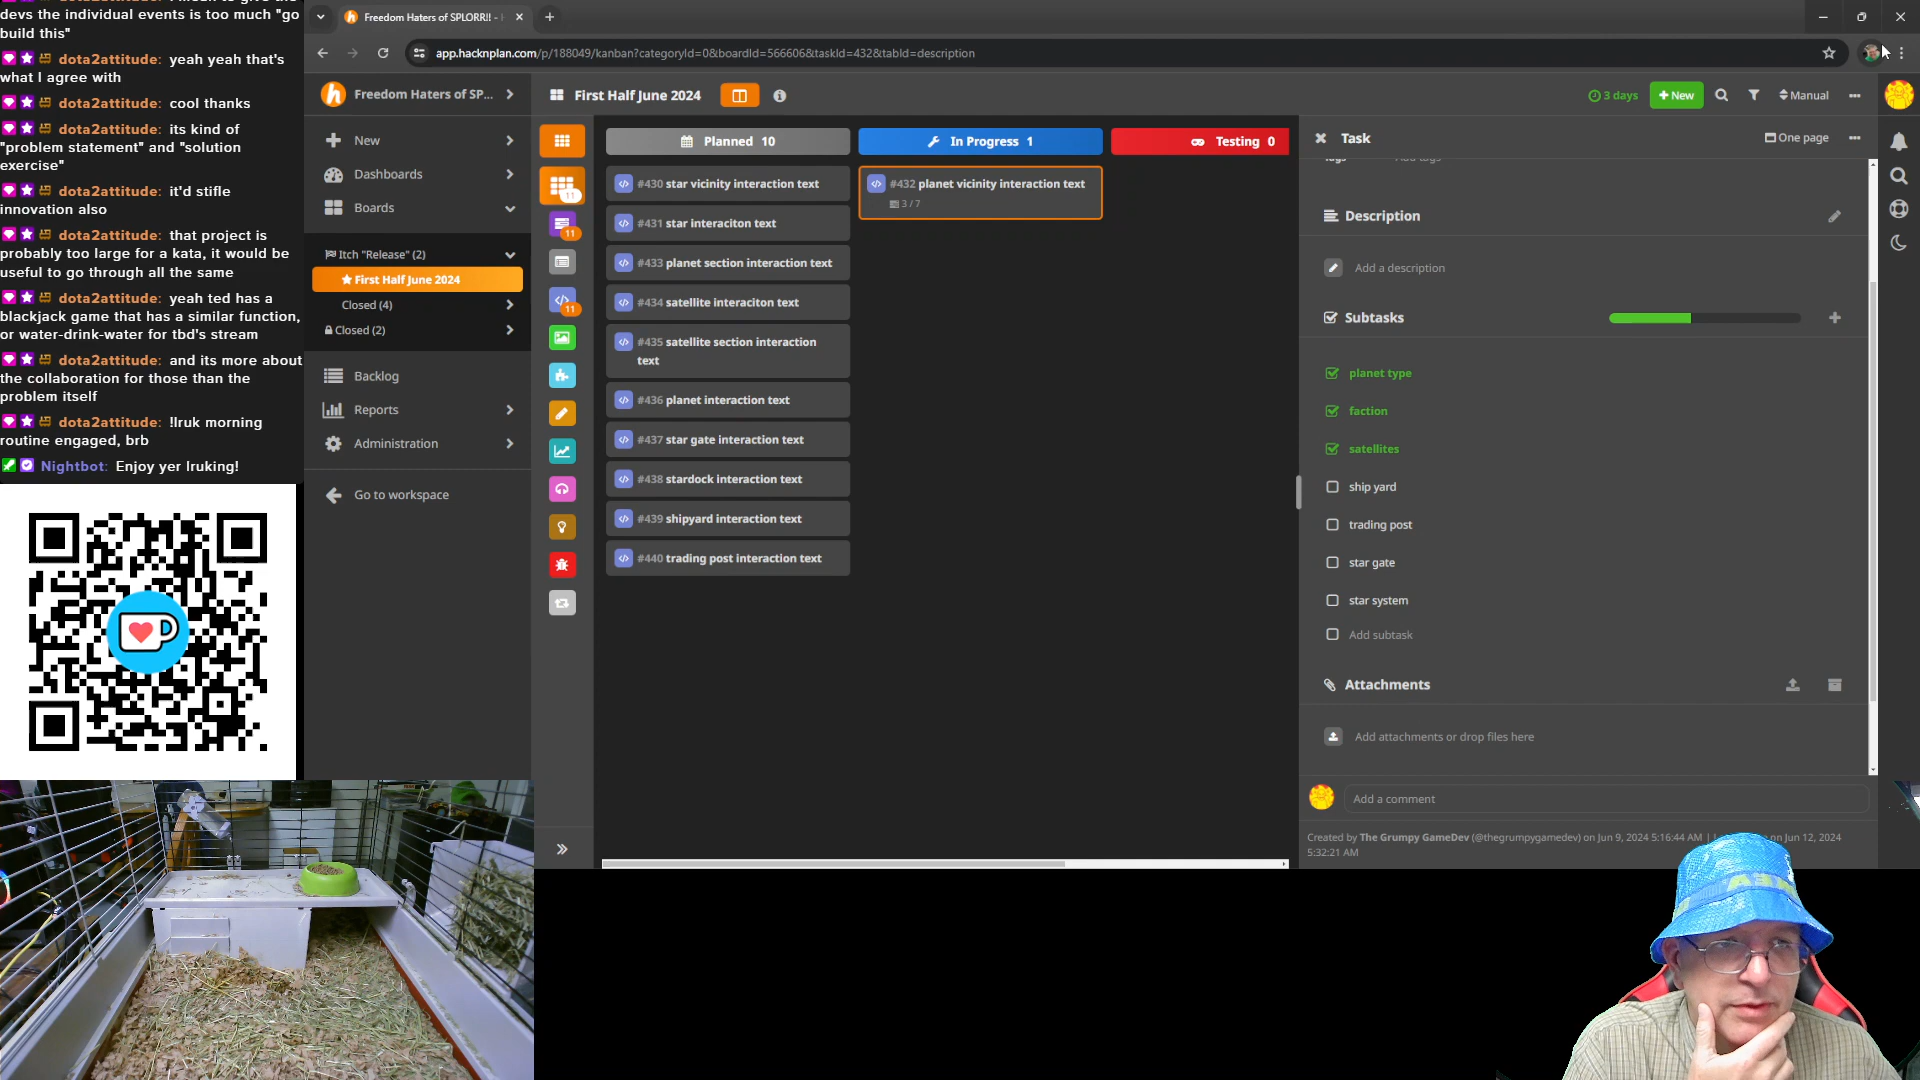 devs the individual events is too much "go
build this"
dota2attitude: yeah yeah that's
what I agree with
dota2attitude: cool thanks
dota2attitude: its kind of
"problem statement" and "solution
exercise"
dota2attitude: it'd stifle
innovation also
dota2attitude: that project is
probably too large for a kata, it would be
useful to go through all the same
dota2attitude: yeah ted has a
blackjack game that has a similar function,
or water-drink-water for tbd's stream
dota2attitude: and its more about
the collaboration for those than the
problem itself
dota2attitude: !lruk morning
routine engaged, brb
Nightbot: Enjoy yer lruking!
Freedom Haters of SPLORR!! -
app.hacknplan.com/p/188049/kanban?categoryId=0&boardId=566606&taskId=432&tabId=description
Freedom Haters of SP...
New
Dashboards
Boards
Itch "Release" (2)
First Half June 2024
Closed (4)
Closed (2)
Backlog
Reports
Administration
Go to workspace
First Half June 2024
3 days
New
Manual
11
11
11
Planned 10
#430 star vicinity interaction text
#431 star interaciton text
#433 planet section interaction text
#434 satellite interaciton text
#435 satellite section interaction
text
#436 planet interaction text
#437 star gate interaction text
#438 stardock interaction text
#439 shipyard interaction text
#440 trading post interaction text
In Progress 1
#432 planet vicinity interaction text
3 / 7
Testing 0
Task
One page
Description
Add a description
Subtasks
planet type
faction
satellites
ship yard
trading post
star gate
star system
Add subtask
Attachments
Add attachments or drop files here
Add a comment
Created by The Grumpy GameDev (@thegrumpygamedev) on Jun 9, 2024 5:16:44 AM |
on Jun 12, 2024
5:32:21 AM